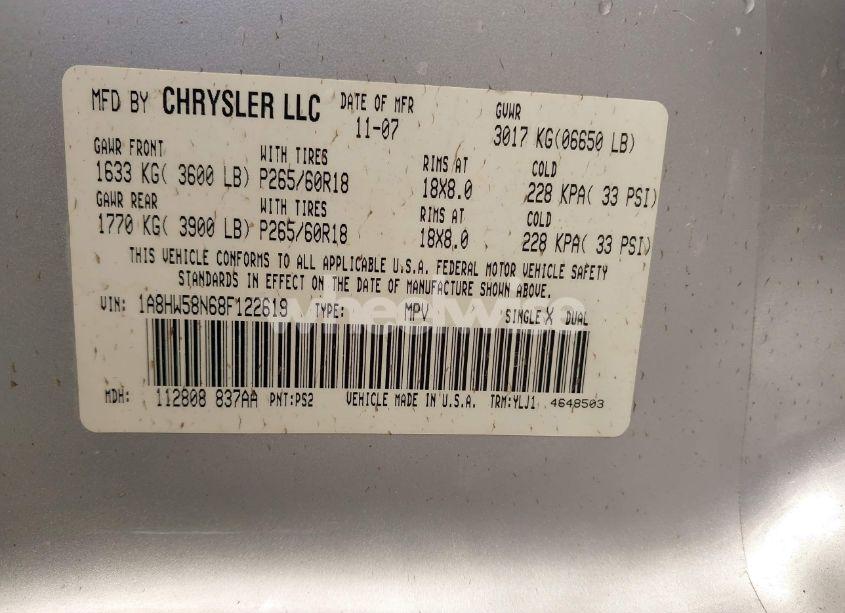 MFD BY CHRYSLER LLC DATE OF MFR GVWR
11-07 3017 KG(06650 LB)
GAWR FRONT WITH TIRES RIMS AT COLD
1633 KG( 3600 LB) P265/60R18 18X8.0 228 KPA( 33 PSI)
GAWR REAR WITH TIRES RIMS AT COLD
1770 KG( 3900 LB) P265/60R18 18X8.0 228 KPA( 33 PSI)
THIS VEHICLE CONFORMS TO ALL APPLICABLE U.S.A. FEDERAL MOTOR VEHICLE SAFETY
STANDARDS IN EFFECT ON THE DATE OF MANUFACTURE SHOWN ABOVE.
VIN: 1A8HW58N68F122619 TYPE: MPV SINGLE X DUAL
MDH: 112808 837AA PNT:PS2 VEHICLE MADE IN U.S.A. TRM:YLJ1 4648503